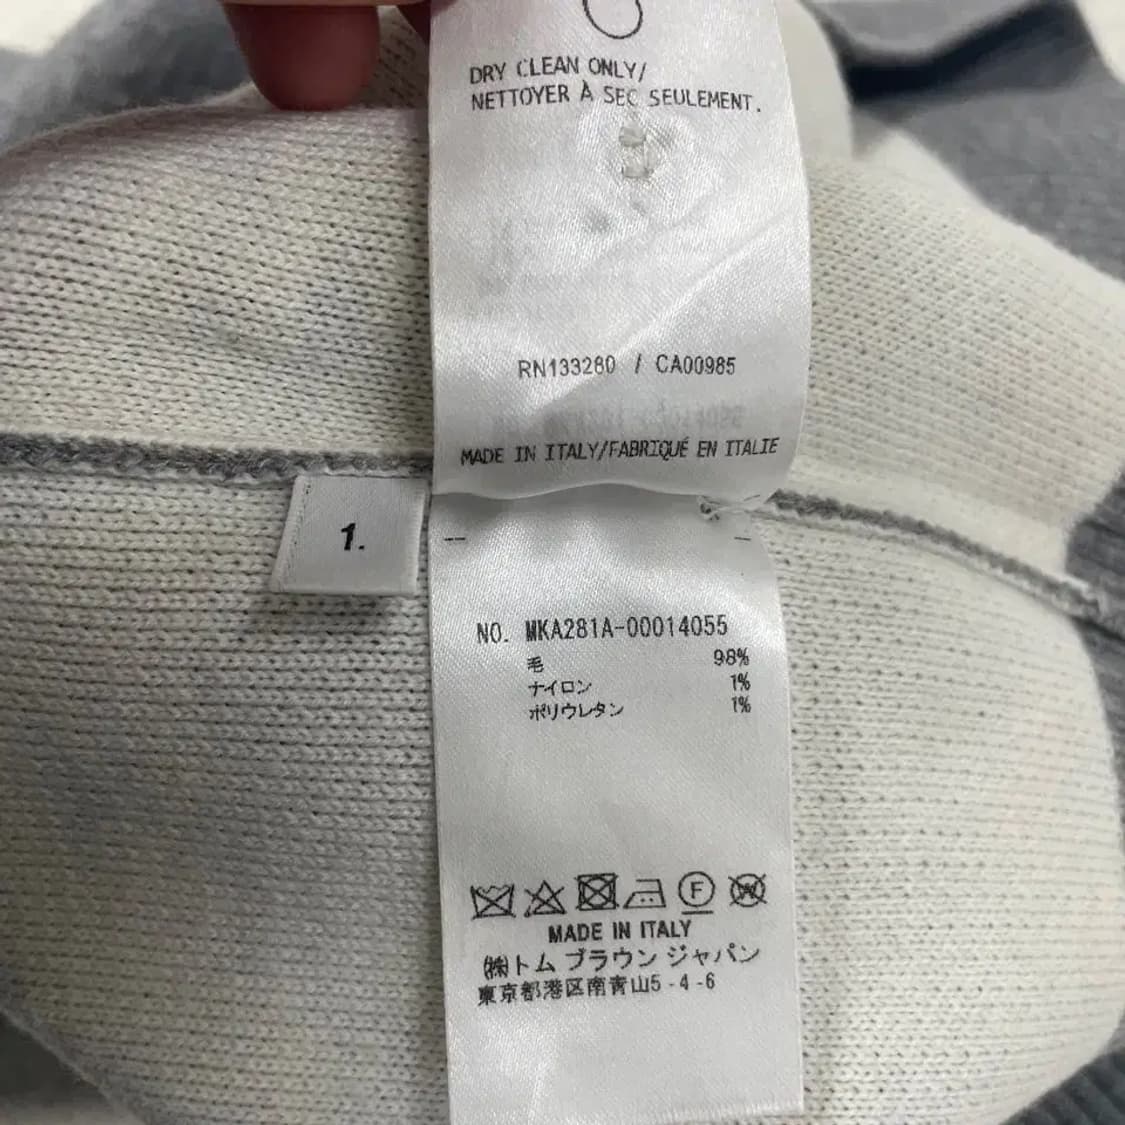 DRY CLEAN ONLY/
NETTOYER À SEC SEULEMENT.
RN133280 / CA00985
MADE IN ITALY/FABRIQUÉ EN ITALIE
1.
NO. MKA281A-00014055
毛 98%
ナイロン 1%
ポリウレタン 1%
F
W
MADE IN ITALY
㈱トム ブラウン ジャパン
東京都港区南青山5-4-6